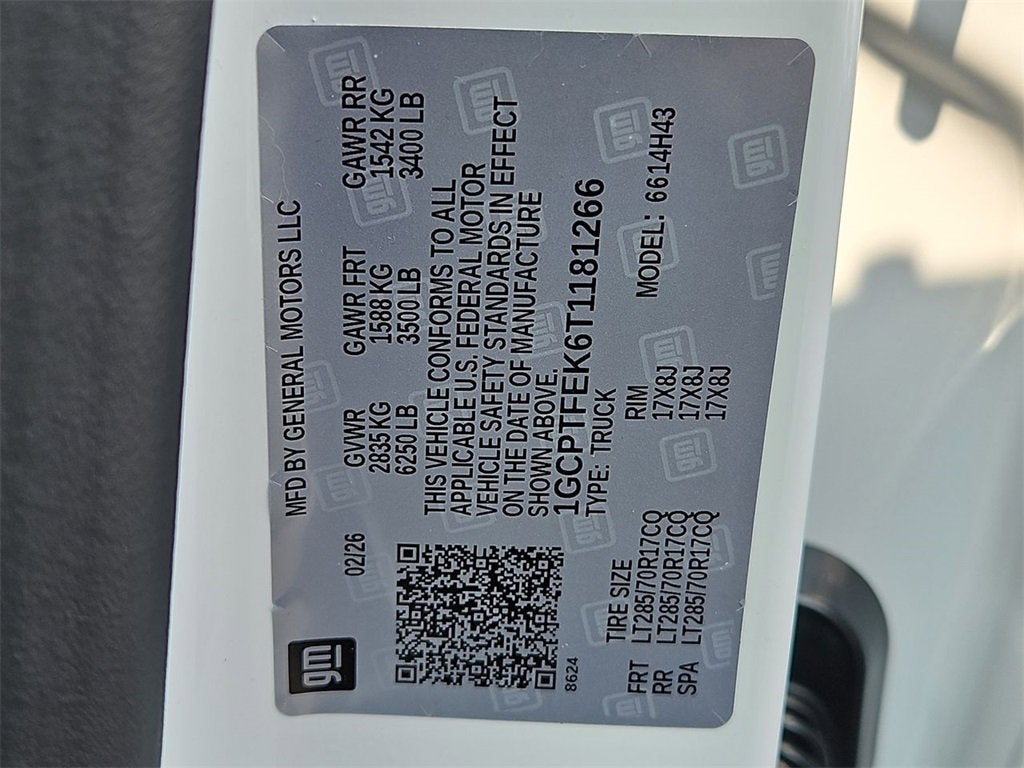 gm
MFD BY GENERAL MOTORS LLC
02/26
GVWR GAWR FRT GAWR RR
2835 KG 1588 KG 1542 KG
6250 LB 3500 LB 3400 LB
THIS VEHICLE CONFORMS TO ALL
APPLICABLE U.S. FEDERAL MOTOR
VEHICLE SAFETY STANDARDS IN EFFECT
ON THE DATE OF MANUFACTURE
SHOWN ABOVE.
1GCPTFEK6T1181266
TYPE: TRUCK
8624
MODEL: 6614H43
TIRE SIZE RIM
FRT LT285/70R17CQ 17X8J
RR LT285/70R17CQ 17X8J
SPA LT285/70R17CQ 17X8J